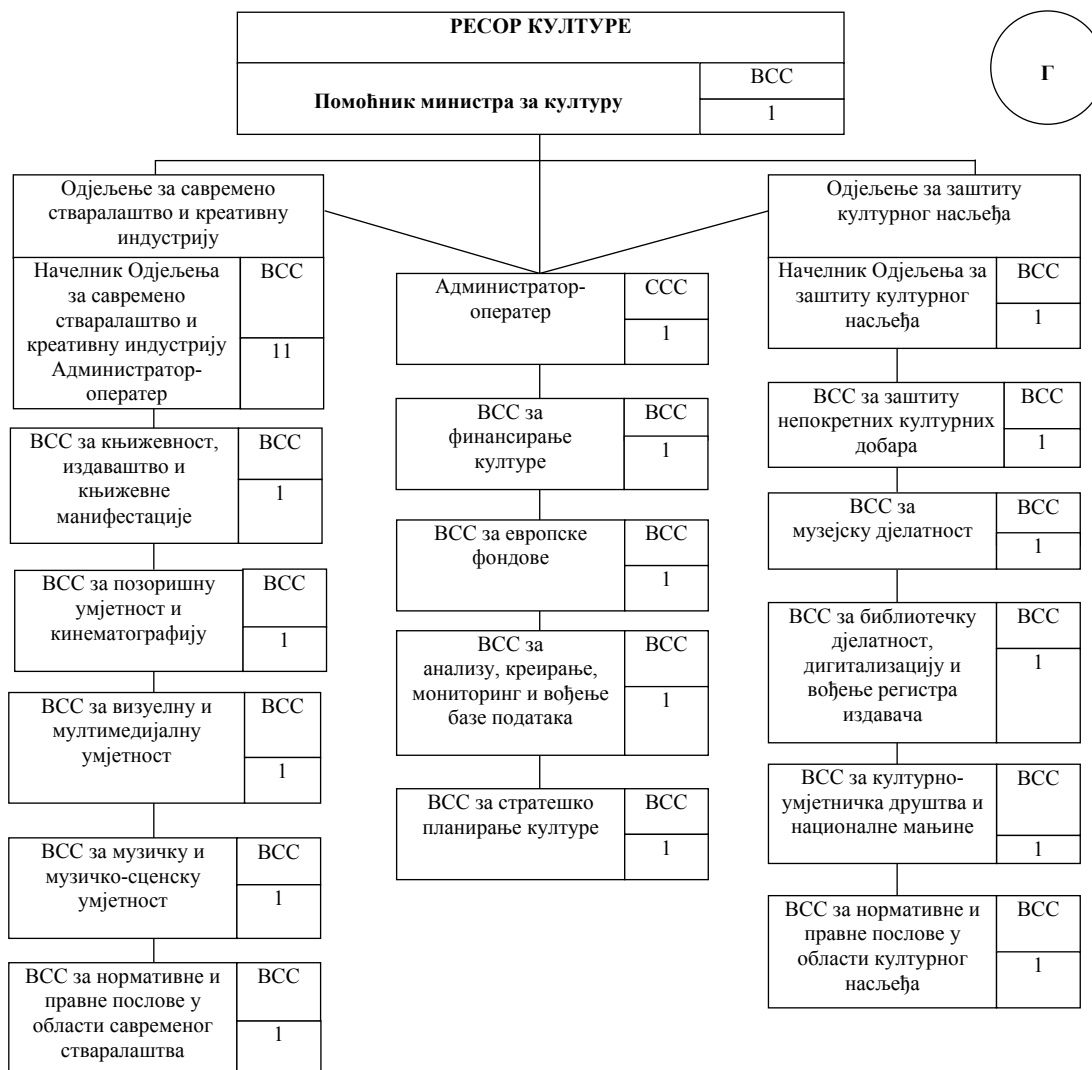 РЕСОР КУЛТУРЕ
Помоћник министра за културу
ВСС
1
Г
Одјељење за савремено
стваралаштво и креативну
индустрију
Начелник Одјељења
за савремено
стваралаштво и
креативну индустрију
Администратор-
оператер
ВСС
11
ВСС за књижевност,
издаваштво и
књижевне
манифестације
ВСС
1
ВСС за позоришну
умјетност и
кинематографију
ВСС
1
ВСС за визуелну и
мултимедијалну
умјетност
ВСС
1
ВСС за музичку и
музичко-сценску
умјетност
ВСС
1
ВСС за нормативне и
правне послове у
области савременог
стваралаштва
ВСС
1
Администратор-
оператер
ССС
1
ВСС за
финансирање
културе
ВСС
1
ВСС за европске
фондове
ВСС
1
ВСС за
анализу, креирање,
мониторинг и вођење
базе података
ВСС
1
ВСС за стратешко
планирање културе
ВСС
1
Одјељење за заштиту
културног насљеђа
Начелник Одјељења за
заштиту културног
насљеђа
ВСС
1
ВСС за заштиту
непокретних културних
добара
ВСС
1
ВСС за
музејску дјелатност
ВСС
1
ВСС за библиотечку
дјелатност,
дигитализацију и
вођење регистра
издавача
ВСС
1
ВСС за културно-
умјетничка друштва и
националне мањине
ВСС
1
ВСС за нормативне и
правне послове у
области културног
насљеђа
ВСС
1